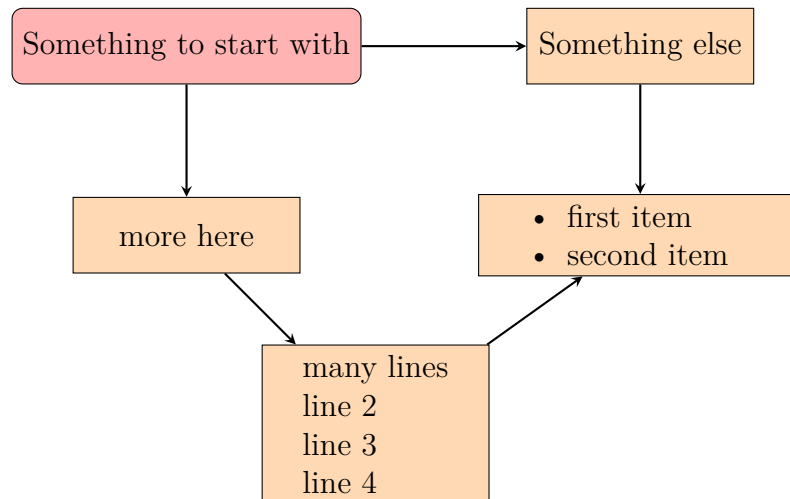 Something to start with
Something else
more here
• first item
• second item
many lines
line 2
line 3
line 4